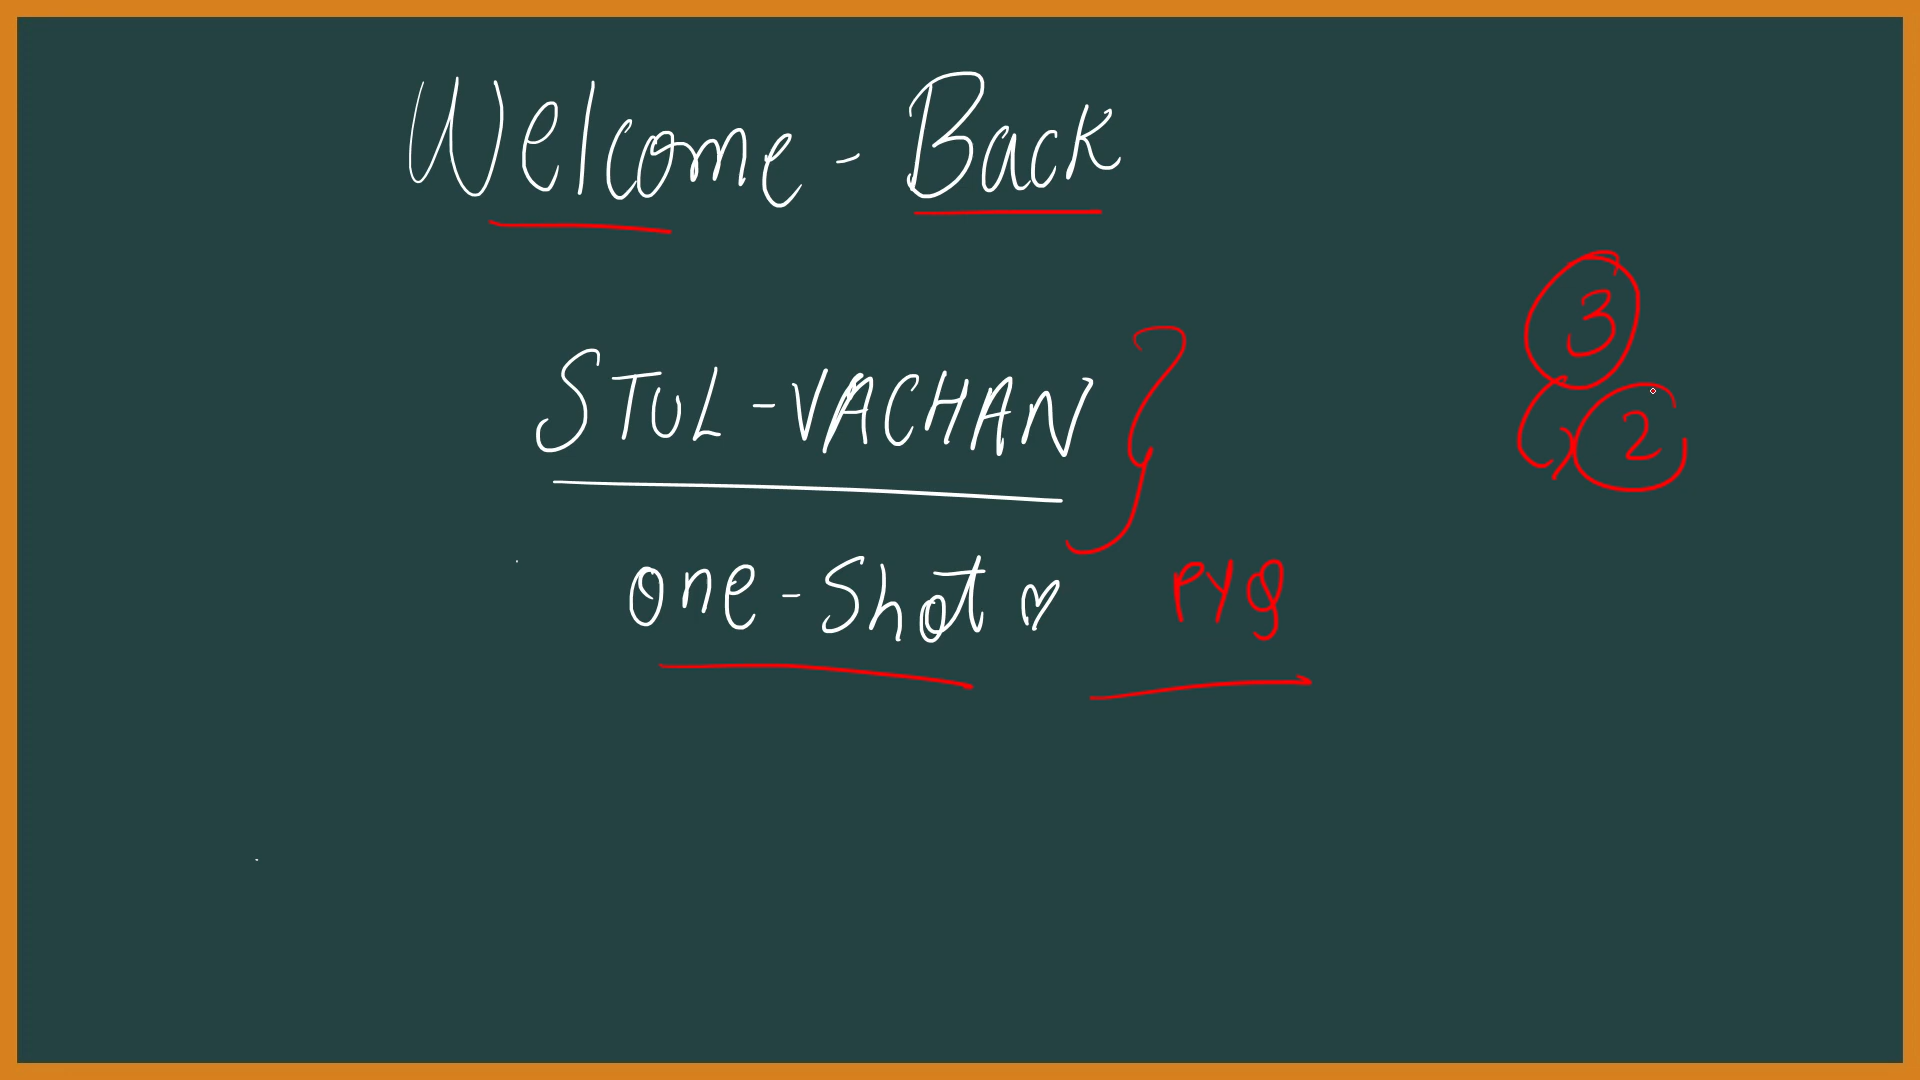 Welcome - Back
3
STUL - VACHAN
2
one - Shot
PYQ